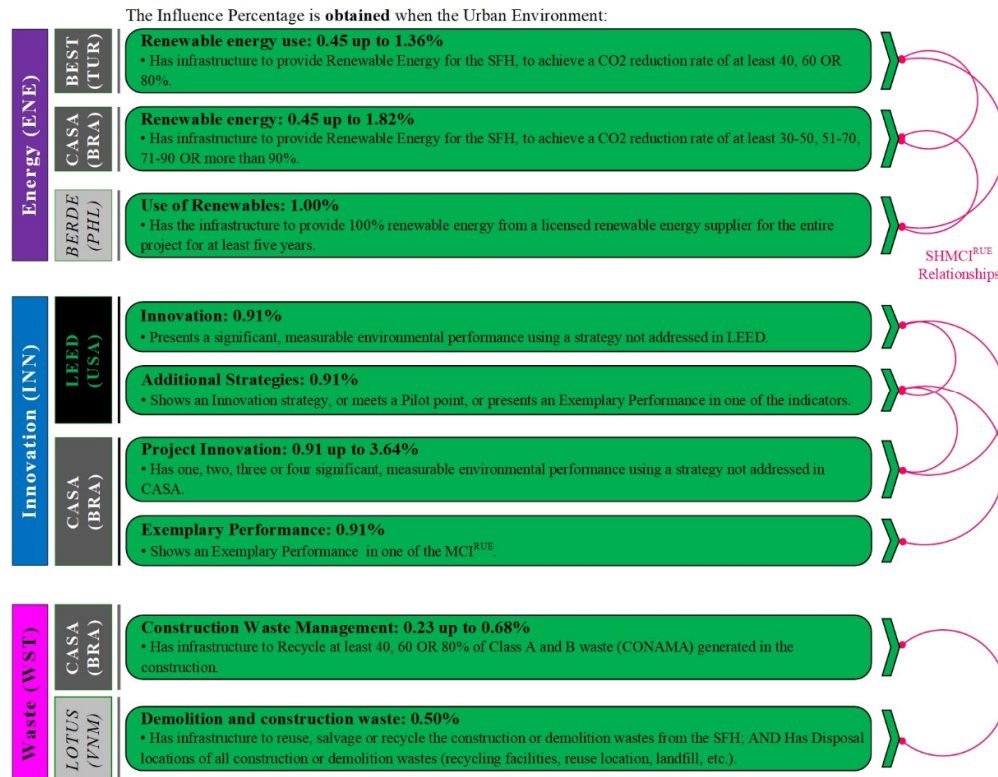 The Influence Percentage is obtained when the Urban Environment:
Energy (ENE)
BEST
(TUR)
Renewable energy use: 0.45 up to 1.36%
• Has infrastructure to provide Renewable Energy for the SFH, to achieve a CO2 reduction rate of at least 40, 60 OR
80%.
CASA
(BRA)
Renewable energy: 0.45 up to 1.82%
• Has infrastructure to provide Renewable Energy for the SFH, to achieve a CO2 reduction rate of at least 30-50, 51-70,
71-90 OR more than 90%.
BERDE
(PHL)
Use of Renewables: 1.00%
• Has the infrastructure to provide 100% renewable energy from a licensed renewable energy supplier for the entire
project for at least five years.
SHMCIᴿᵁᴱ
Relationships
Innovation (INN)
LEED
(USA)
Innovation: 0.91%
• Presents a significant, measurable environmental performance using a strategy not addressed in LEED.
Additional Strategies: 0.91%
• Shows an Innovation strategy, or meets a Pilot point, or presents an Exemplary Performance in one of the indicators.
CASA
(BRA)
Project Innovation: 0.91 up to 3.64%
• Has one, two, three or four significant, measurable environmental performance using a strategy not addressed in
CASA.
Exemplary Performance: 0.91%
• Shows an Exemplary Performance in one of the MCIᴿᵁᴱ.
Waste (WST)
CASA
(BRA)
Construction Waste Management: 0.23 up to 0.68%
• Has infrastructure to Recycle at least 40, 60 OR 80% of Class A and B waste (CONAMA) generated in the
construction.
LOTUS
(VNM)
Demolition and construction waste: 0.50%
• Has infrastructure to reuse, salvage or recycle the construction or demolition wastes from the SFH; AND Has Disposal
locations of all construction or demolition wastes (recycling facilities, reuse location, landfill, etc.).